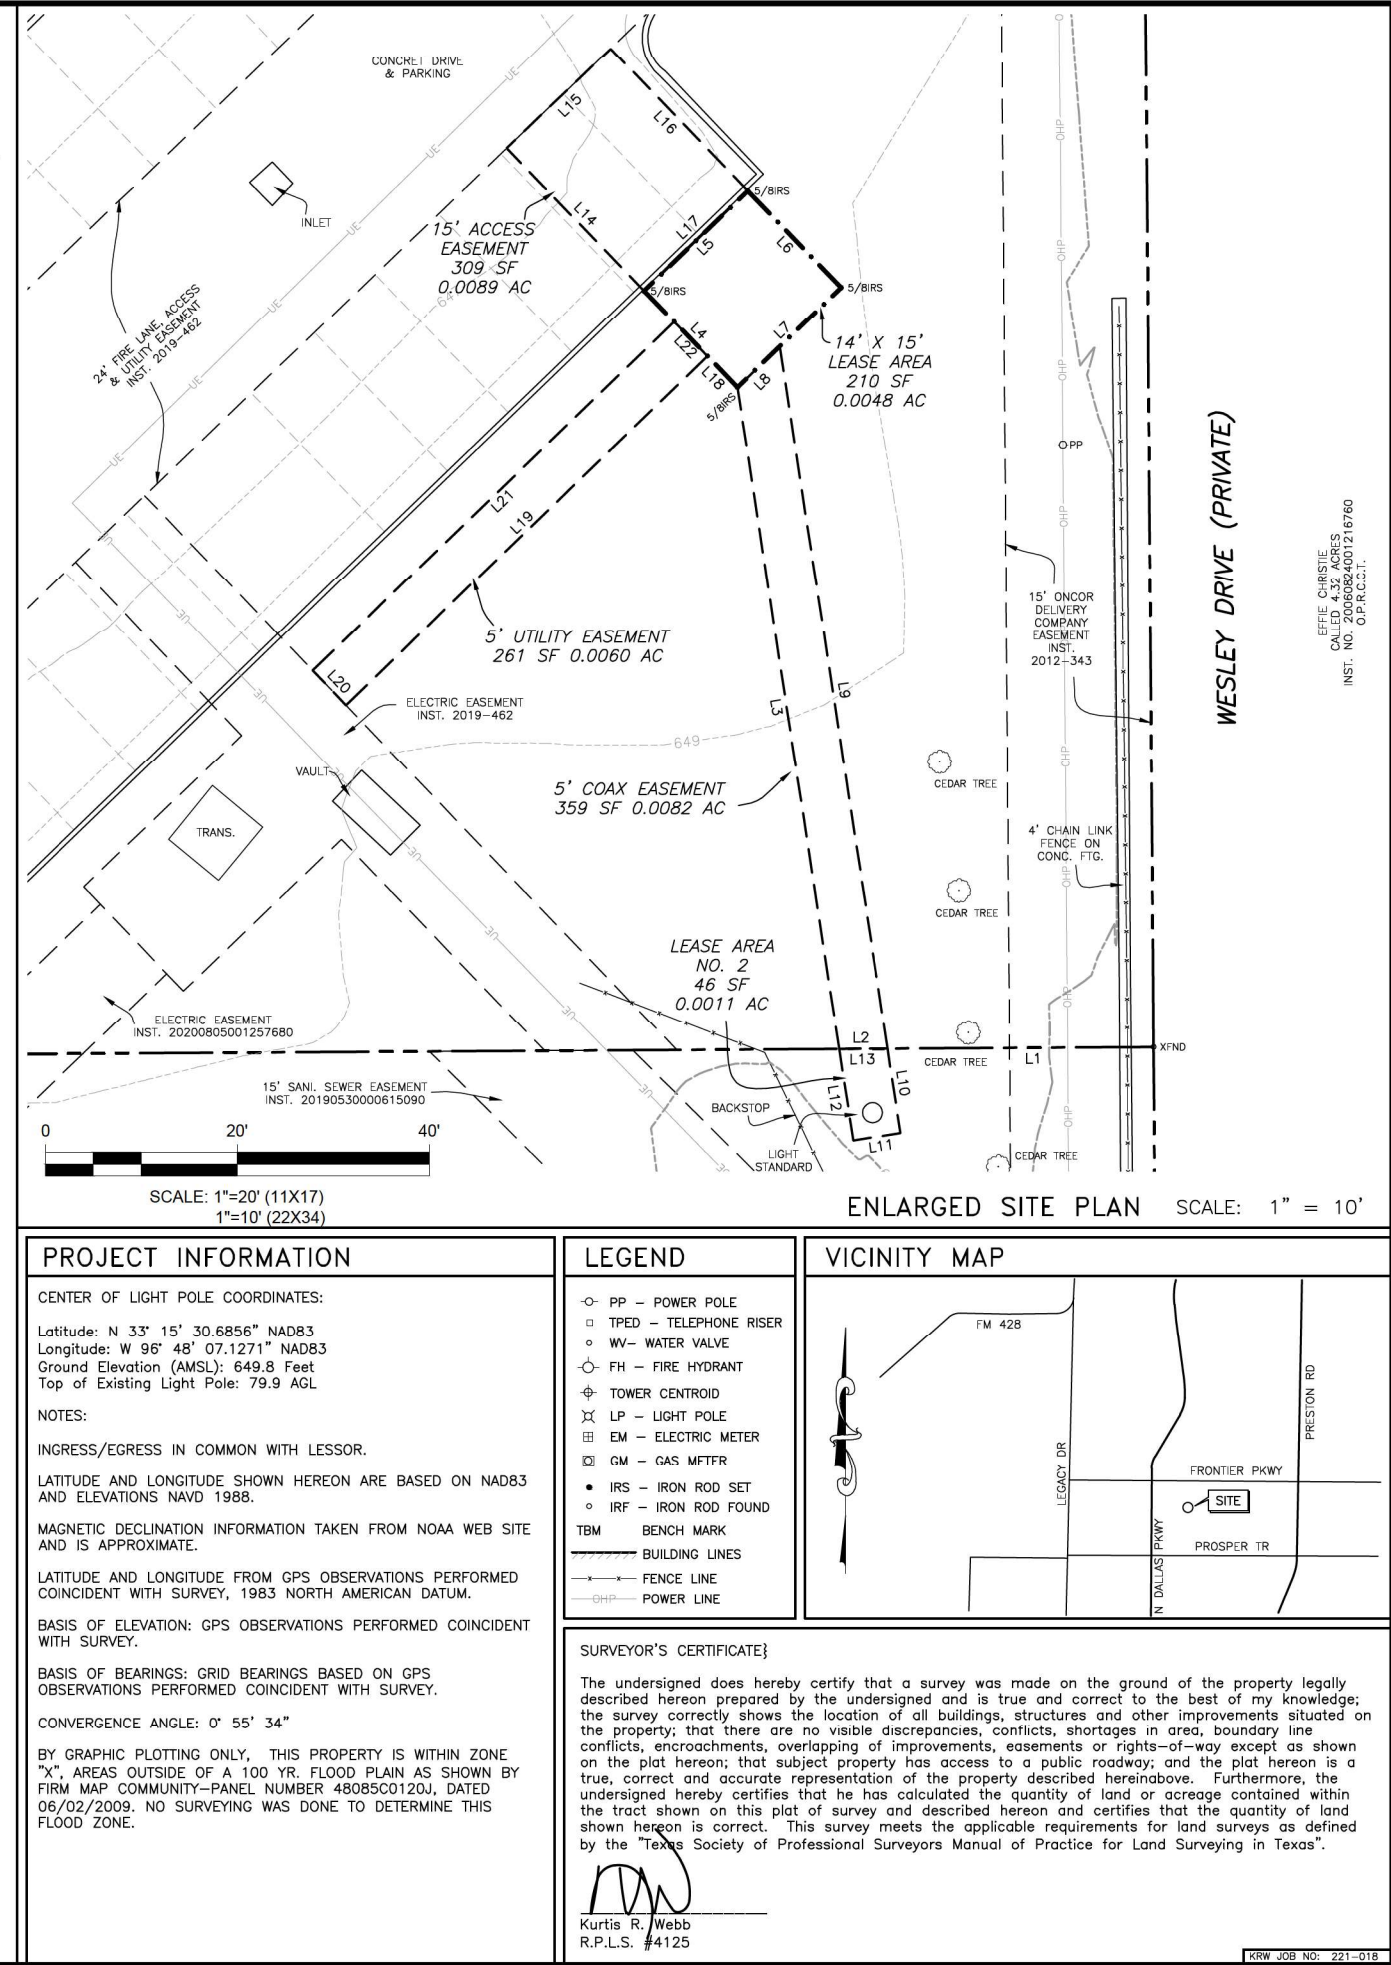 CONCRET DRIVE
& PARKING
UE
UE
UE
UE
UE
UE
UE
UE
UE
UE
UE
UE
UE
INLET
24' FIRE LANE, ACCESS
& UTILITY EASEMENT
INST. 2019-462
L15
L16
L14
15' ACCESS
EASEMENT
309 SF
0.0089 AC
L17
L5
L6
5/8IRS
5/8IRS
5/8IRS
5/8IRS
L4
L22
L18
L7
L8
14' X 15'
LEASE AREA
210 SF
0.0048 AC
L21
L19
L20
5' UTILITY EASEMENT
261 SF 0.0060 AC
ELECTRIC EASEMENT
INST. 2019-462
VAULT
TRANS.
649
L3
L9
5' COAX EASEMENT
359 SF 0.0082 AC
OHP
OHP
OHP
OHP
OHP
OHP
OHP
OHP
PP
15' ONCOR
DELIVERY
COMPANY
EASEMENT
INST.
2012-343
WESLEY DRIVE (PRIVATE)
EFFIE CHRISTIE
CALLED 4.32 ACRES
INST. NO. 20060824001216760
O.P.R.C.C.T.
CEDAR TREE
4' CHAIN LINK
FENCE ON
CONC. FTG.
CEDAR TREE
LEASE AREA
NO. 2
46 SF
0.0011 AC
ELECTRIC EASEMENT
INST. 20200805001257680
L2
L13
CEDAR TREE
L1
XFND
15' SANI. SEWER EASEMENT
INST. 20190530000615090
L12
L10
L11
BACKSTOP
LIGHT
STANDARD
CEDAR TREE
0 20' 40'
SCALE: 1"=20' (11X17)
1"=10' (22X34)
ENLARGED SITE PLAN SCALE: 1" = 10'
PROJECT INFORMATION
CENTER OF LIGHT POLE COORDINATES:
Latitude: N 33° 15' 30.6856" NAD83
Longitude: W 96° 48' 07.1271" NAD83
Ground Elevation (AMSL): 649.8 Feet
Top of Existing Light Pole: 79.9 AGL
NOTES:
INGRESS/EGRESS IN COMMON WITH LESSOR.
LATITUDE AND LONGITUDE SHOWN HEREON ARE BASED ON NAD83
AND ELEVATIONS NAVD 1988.
MAGNETIC DECLINATION INFORMATION TAKEN FROM NOAA WEB SITE
AND IS APPROXIMATE.
LATITUDE AND LONGITUDE FROM GPS OBSERVATIONS PERFORMED
COINCIDENT WITH SURVEY, 1983 NORTH AMERICAN DATUM.
BASIS OF ELEVATION: GPS OBSERVATIONS PERFORMED COINCIDENT
WITH SURVEY.
BASIS OF BEARINGS: GRID BEARINGS BASED ON GPS
OBSERVATIONS PERFORMED COINCIDENT WITH SURVEY.
CONVERGENCE ANGLE: 0° 55' 34"
BY GRAPHIC PLOTTING ONLY, THIS PROPERTY IS WITHIN ZONE
"X", AREAS OUTSIDE OF A 100 YR. FLOOD PLAIN AS SHOWN BY
FIRM MAP COMMUNITY-PANEL NUMBER 48085C0120J, DATED
06/02/2009. NO SURVEYING WAS DONE TO DETERMINE THIS
FLOOD ZONE.
LEGEND
PP - POWER POLE
TPED - TELEPHONE RISER
WV- WATER VALVE
FH - FIRE HYDRANT
TOWER CENTROID
LP - LIGHT POLE
EM - ELECTRIC METER
GM - GAS METER
IRS - IRON ROD SET
IRF - IRON ROD FOUND
TBM BENCH MARK
BUILDING LINES
FENCE LINE
OHP POWER LINE
VICINITY MAP
FM 428
LEGACY DR
N DALLAS PKWY
PRESTON RD
FRONTIER PKWY
SITE
PROSPER TR
SURVEYOR'S CERTIFICATE}
The undersigned does hereby certify that a survey was made on the ground of the property legally
described hereon prepared by the undersigned and is true and correct to the best of my knowledge;
the survey correctly shows the location of all buildings, structures and other improvements situated on
the property; that there are no visible discrepancies, conflicts, shortages in area, boundary line
conflicts, encroachments, overlapping of improvements, easements or rights-of-way except as shown
on the plat hereon; that subject property has access to a public roadway; and the plat hereon is a
true, correct and accurate representation of the property described hereinabove. Furthermore, the
undersigned hereby certifies that he has calculated the quantity of land or acreage contained within
the tract shown on this plat of survey and described hereon and certifies that the quantity of land
shown hereon is correct. This survey meets the applicable requirements for land surveys as defined
by the "Texas Society of Professional Surveyors Manual of Practice for Land Surveying in Texas".
Kurtis R. Webb
R.P.L.S. #4125
KRW JOB NO: 221-018